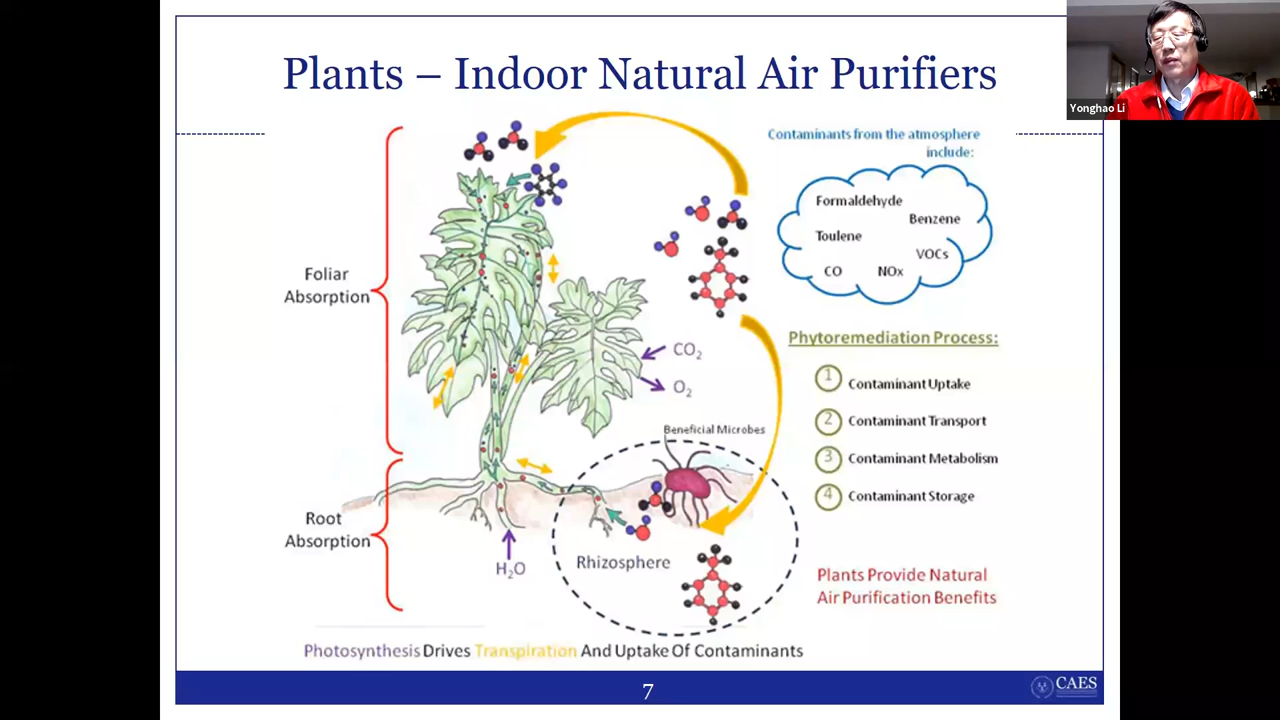 Plants – Indoor Natural Air Purifiers
Yonghao Li
Contaminants from the atmosphere
include:
Formaldehyde
Benzene
Toulene
VOCs
CO
NOx
Foliar
Absorption
CO₂
O₂
Phytoremediation Process:
1 Contaminant Uptake
2 Contaminant Transport
3 Contaminant Metabolism
4 Contaminant Storage
Beneficial Microbes
Root
Absorption
H₂O
Rhizosphere
Plants Provide Natural
Air Purification Benefits
Photosynthesis Drives Transpiration And Uptake Of Contaminants
7
CAES